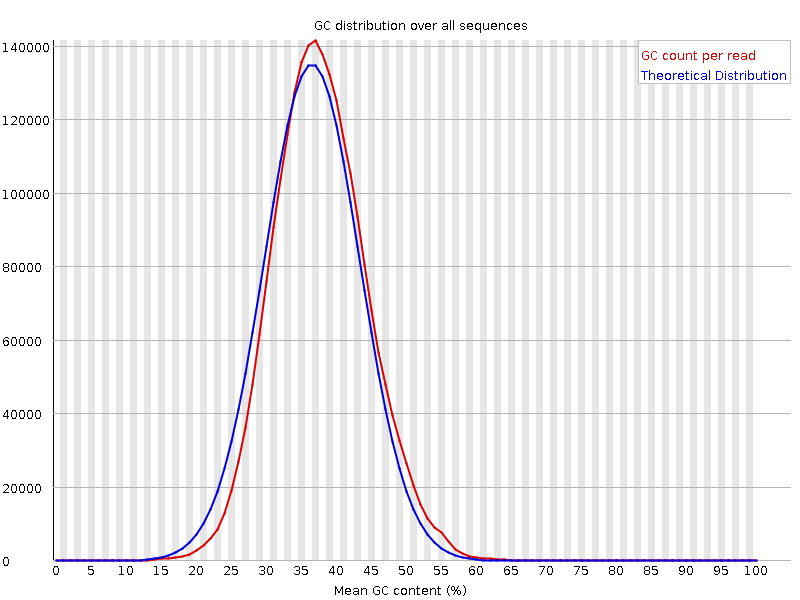 GC distribution over all sequences
GC count per read
Theoretical Distribution
140000
120000
100000
80000
60000
40000
20000
0
0 5 10 15 20 25 30 35 40 45 50 55 60 65 70 75 80 85 90 95 100
Mean GC content (%)